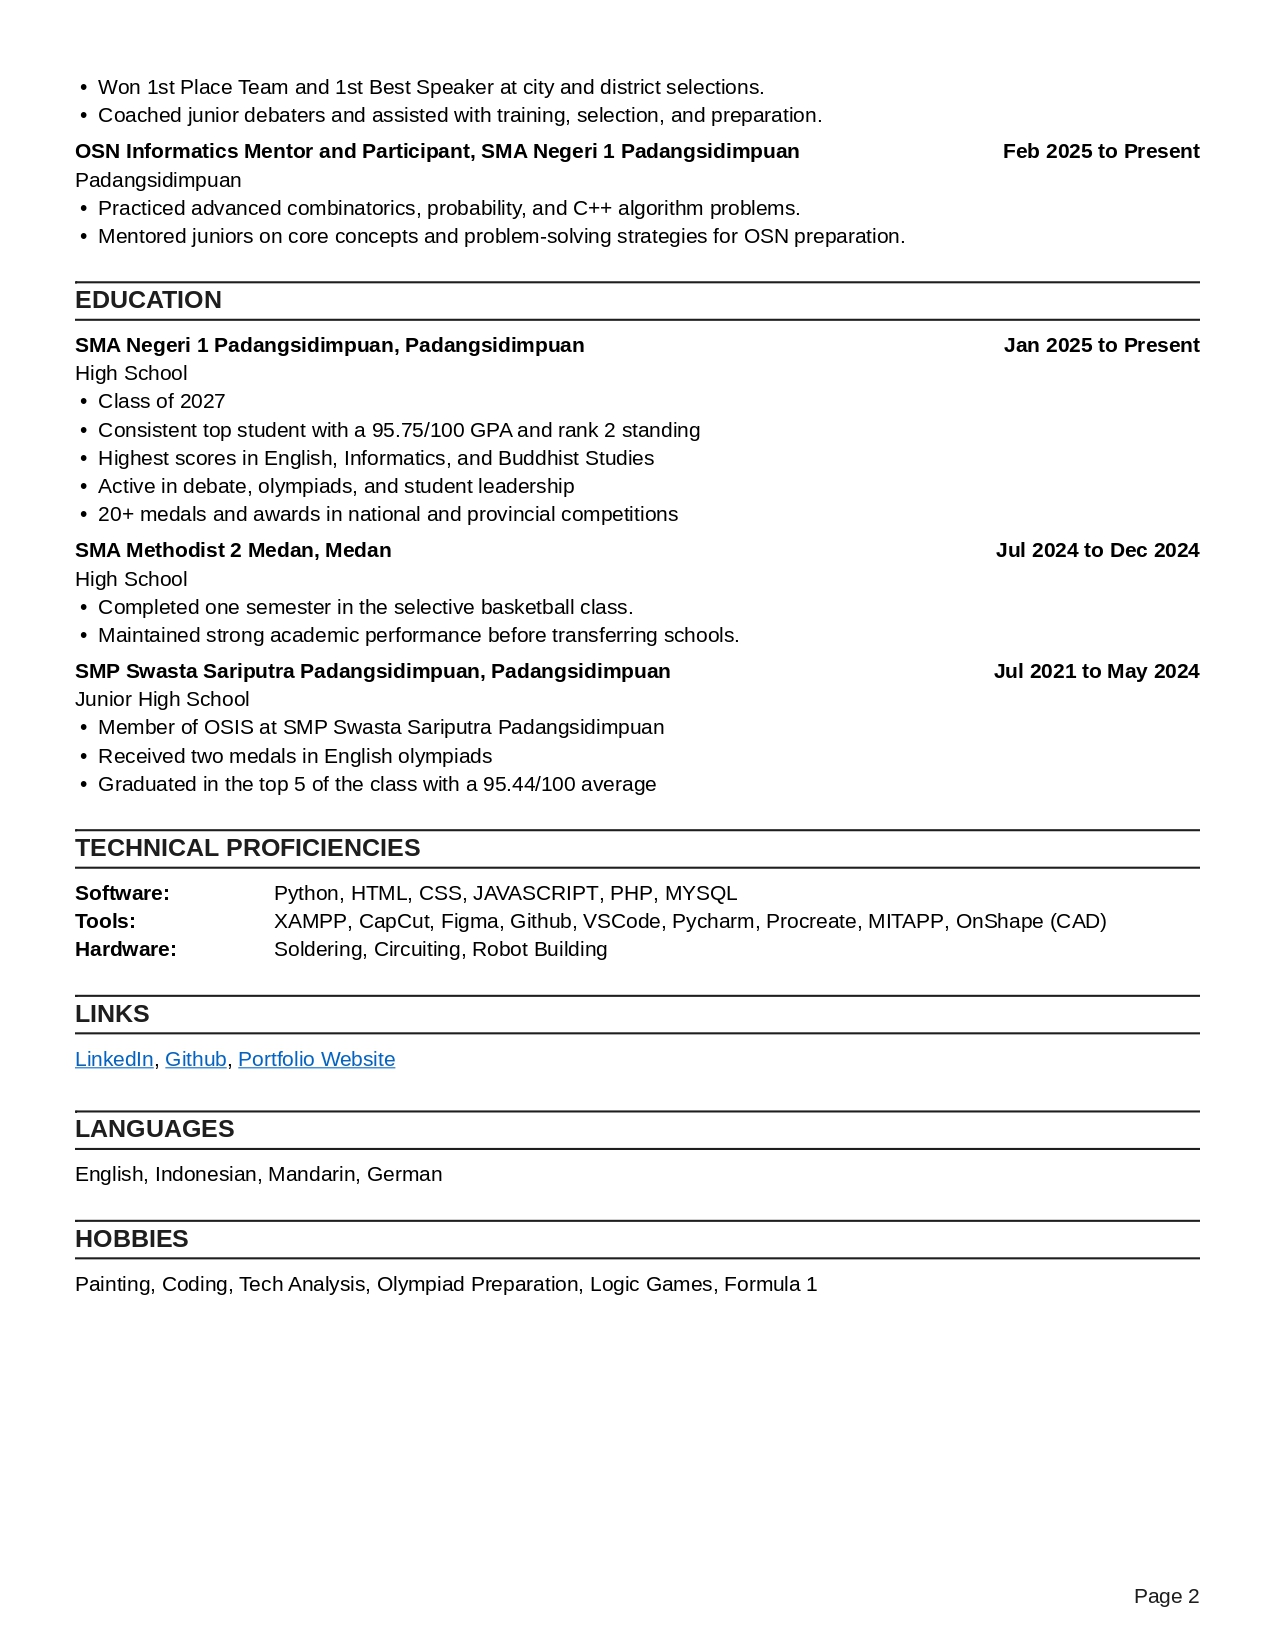 • Won 1st Place Team and 1st Best Speaker at city and district selections.
• Coached junior debaters and assisted with training, selection, and preparation.
OSN Informatics Mentor and Participant, SMA Negeri 1 Padangsidimpuan Feb 2025 to Present
Padangsidimpuan
• Practiced advanced combinatorics, probability, and C++ algorithm problems.
• Mentored juniors on core concepts and problem-solving strategies for OSN preparation.
EDUCATION
SMA Negeri 1 Padangsidimpuan, Padangsidimpuan Jan 2025 to Present
High School
• Class of 2027
• Consistent top student with a 95.75/100 GPA and rank 2 standing
• Highest scores in English, Informatics, and Buddhist Studies
• Active in debate, olympiads, and student leadership
• 20+ medals and awards in national and provincial competitions
SMA Methodist 2 Medan, Medan Jul 2024 to Dec 2024
High School
• Completed one semester in the selective basketball class.
• Maintained strong academic performance before transferring schools.
SMP Swasta Sariputra Padangsidimpuan, Padangsidimpuan Jul 2021 to May 2024
Junior High School
• Member of OSIS at SMP Swasta Sariputra Padangsidimpuan
• Received two medals in English olympiads
• Graduated in the top 5 of the class with a 95.44/100 average
TECHNICAL PROFICIENCIES
Software: Python, HTML, CSS, JAVASCRIPT, PHP, MYSQL
Tools: XAMPP, CapCut, Figma, Github, VSCode, Pycharm, Procreate, MITAPP, OnShape (CAD)
Hardware: Soldering, Circuiting, Robot Building
LINKS
LinkedIn, Github, Portfolio Website
LANGUAGES
English, Indonesian, Mandarin, German
HOBBIES
Painting, Coding, Tech Analysis, Olympiad Preparation, Logic Games, Formula 1
Page 2